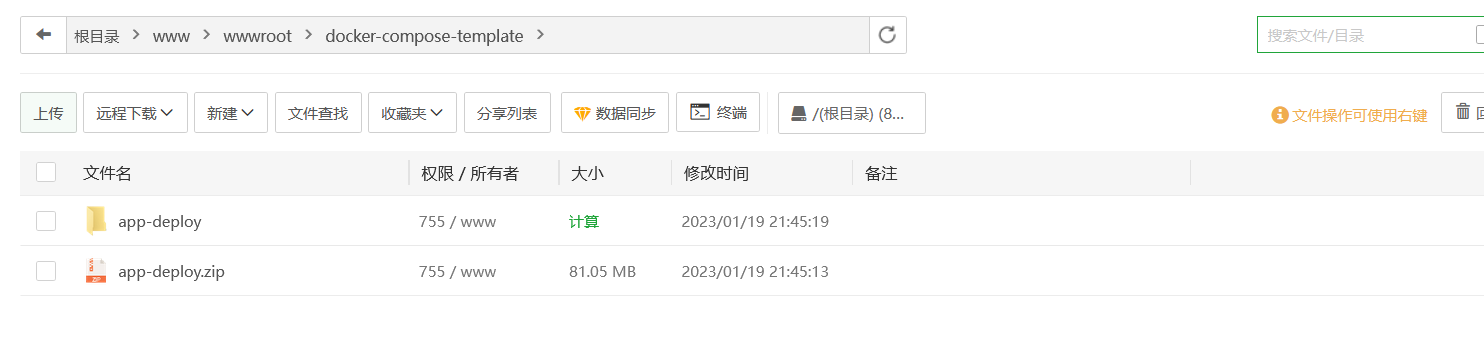 根目录 > www > wwwroot > docker-compose-template >
搜索文件/目录
上传 远程下载 新建 文件查找 收藏夹 分享列表 数据同步 终端 /(根目录) (8... 文件操作可使用右键
文件名 权限 / 所有者 大小 修改时间 备注
app-deploy 755 / www 计算 2023/01/19 21:45:19
app-deploy.zip 755 / www 81.05 MB 2023/01/19 21:45:13